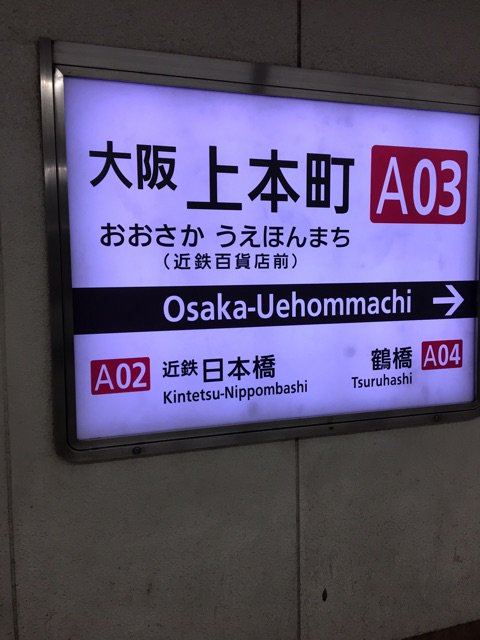 大阪 上本町 A03
おおさか うえほんまち
(近鉄百貨店前)
Osaka-Uehommachi →
A02 近鉄 日本橋
Kintetsu-Nippombashi
鶴橋 A04
Tsuruhashi